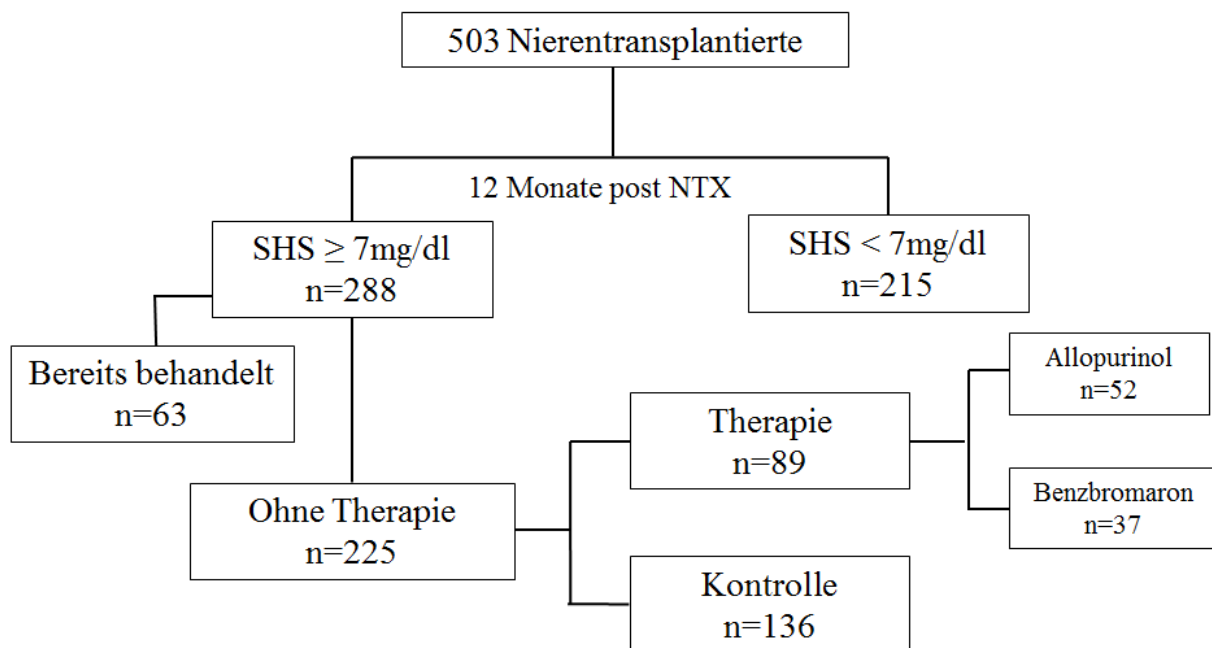 503 Nierentransplantierte
12 Monate post NTX
SHS ≥ 7mg/dl
n=288
SHS < 7mg/dl
n=215
Bereits behandelt
n=63
Ohne Therapie
n=225
Therapie
n=89
Kontrolle
n=136
Allopurinol
n=52
Benzbromaron
n=37